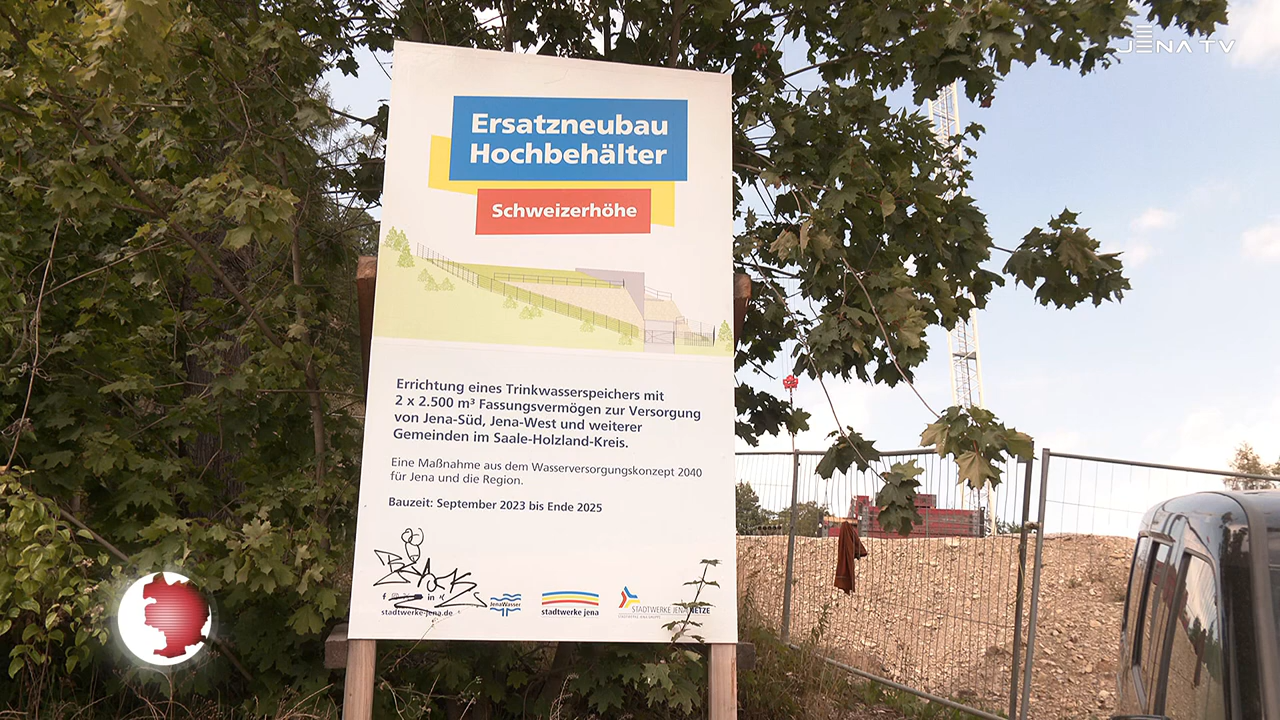 JENA TV
Ersatzneubau
Hochbehälter
Schweizerhöhe
Errichtung eines Trinkwasserspeichers mit
2 x 2.500 m³ Fassungsvermögen zur Versorgung
von Jena-Süd, Jena-West und weiterer
Gemeinden im Saale-Holzland-Kreis.
Eine Maßnahme aus dem Wasserversorgungskonzept 2040
für Jena und die Region.
Bauzeit: September 2023 bis Ende 2025
stadtwerke-jena.de
JenaWasser
stadtwerke jena
STADTWERKE JENA NETZE